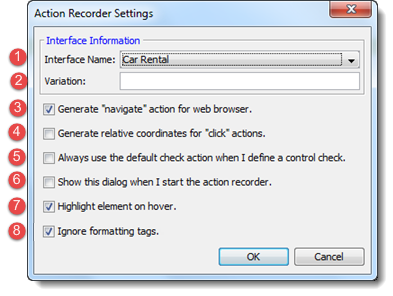 Action Recorder Settings
Interface Information
1 Interface Name: Car Rental
2 Variation:
3 Generate "navigate" action for web browser.
4 Generate relative coordinates for "click" actions.
5 Always use the default check action when I define a control check.
6 Show this dialog when I start the action recorder.
7 Highlight element on hover.
8 Ignore formatting tags.
OK Cancel